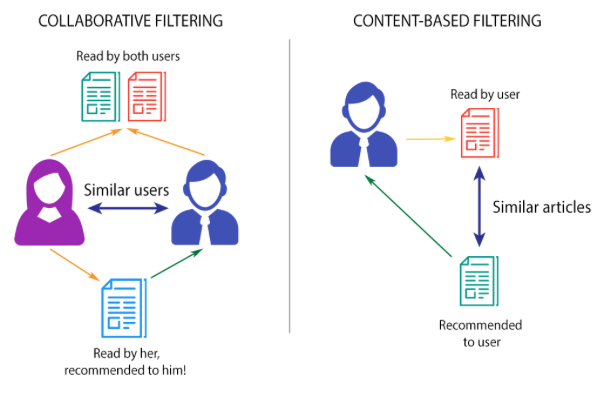 COLLABORATIVE FILTERING
Read by both users
Similar users
Read by her,
recommended to him!
CONTENT-BASED FILTERING
Read by user
Similar articles
Recommended
to user